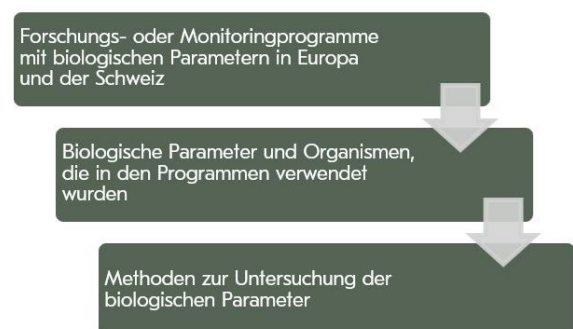 Forschungs- oder Monitoringprogramme
mit biologischen Parametern in Europa
und der Schweiz
Biologische Parameter und Organismen,
die in den Programmen verwendet
wurden
Methoden zur Untersuchung der
biologischen Parameter